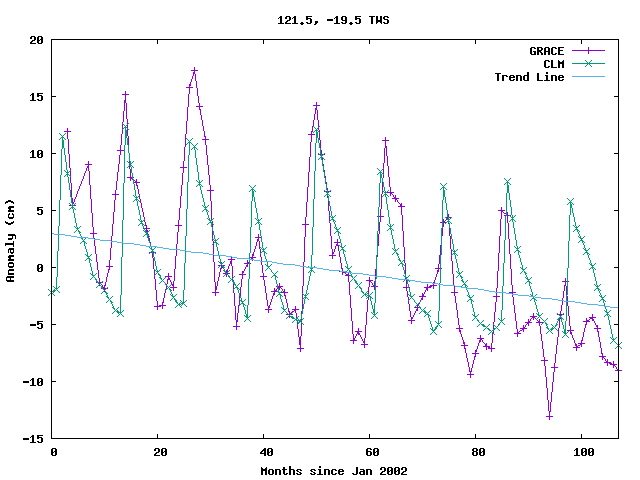 121.5, -19.5 TWS
GRACE
CLM
Trend Line
Anomaly (cm)
20
15
10
5
0
-5
-10
-15
0 20 40 60 80 100
Months since Jan 2002